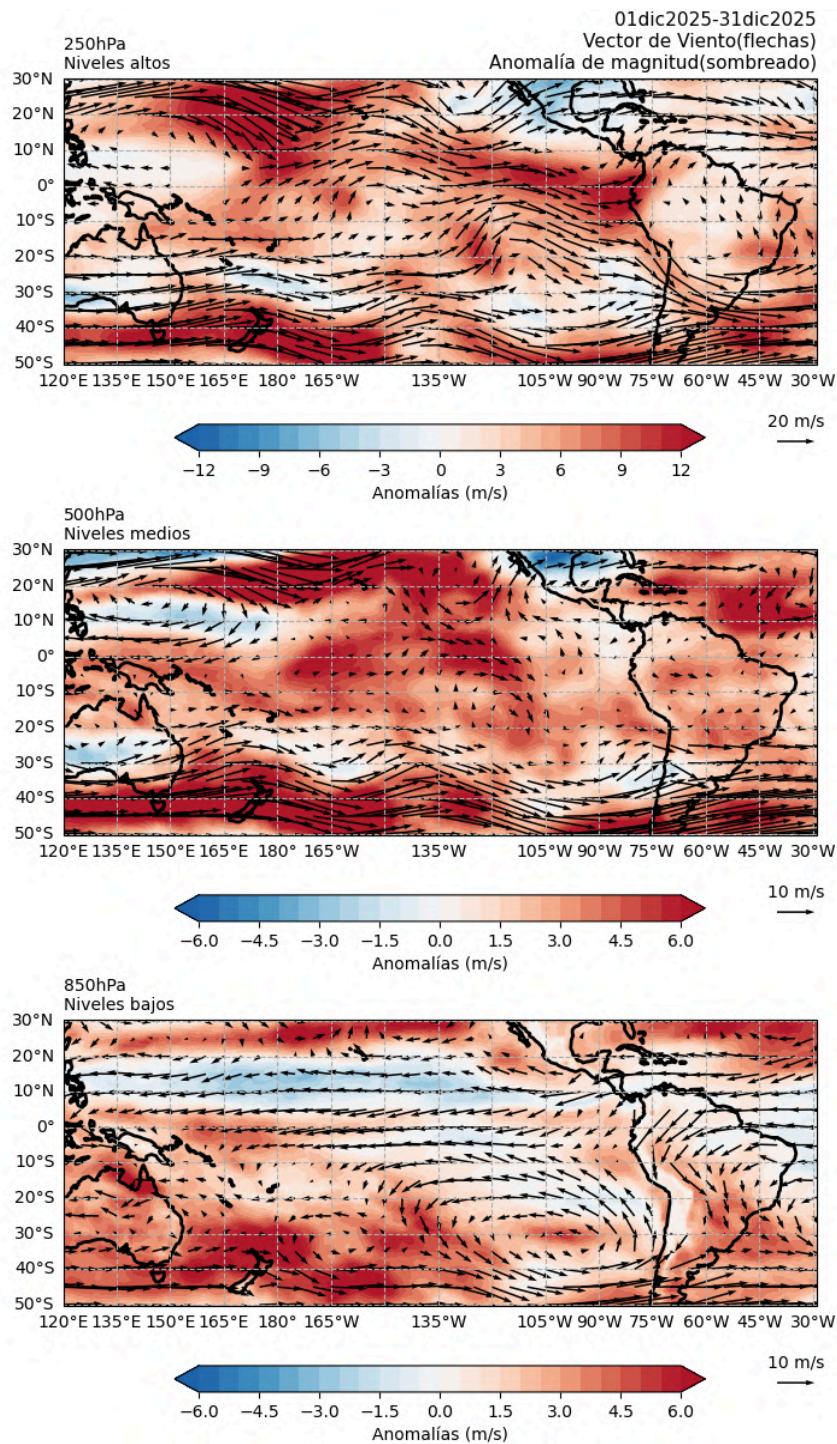 01dic2025-31dic2025
250hPa
Vector de Viento(flechas)
Niveles altos
Anomalía de magnitud(sombreado)
30°N
20°N
10°N
0°
10°S
20°S
30°S
40°S
50°S
120°E 135°E 150°E 165°E 180° 165°W 135°W 105°W 90°W 75°W 60°W 45°W 30°W
20 m/s
−12 −9 −6 −3 0 3 6 9 12
Anomalías (m/s)
500hPa
Niveles medios
30°N
20°N
10°N
0°
10°S
20°S
30°S
40°S
50°S
120°E 135°E 150°E 165°E 180° 165°W 135°W 105°W 90°W 75°W 60°W 45°W 30°W
10 m/s
−6.0 −4.5 −3.0 −1.5 0.0 1.5 3.0 4.5 6.0
Anomalías (m/s)
850hPa
Niveles bajos
30°N
20°N
10°N
0°
10°S
20°S
30°S
40°S
50°S
120°E 135°E 150°E 165°E 180° 165°W 135°W 105°W 90°W 75°W 60°W 45°W 30°W
10 m/s
−6.0 −4.5 −3.0 −1.5 0.0 1.5 3.0 4.5 6.0
Anomalías (m/s)